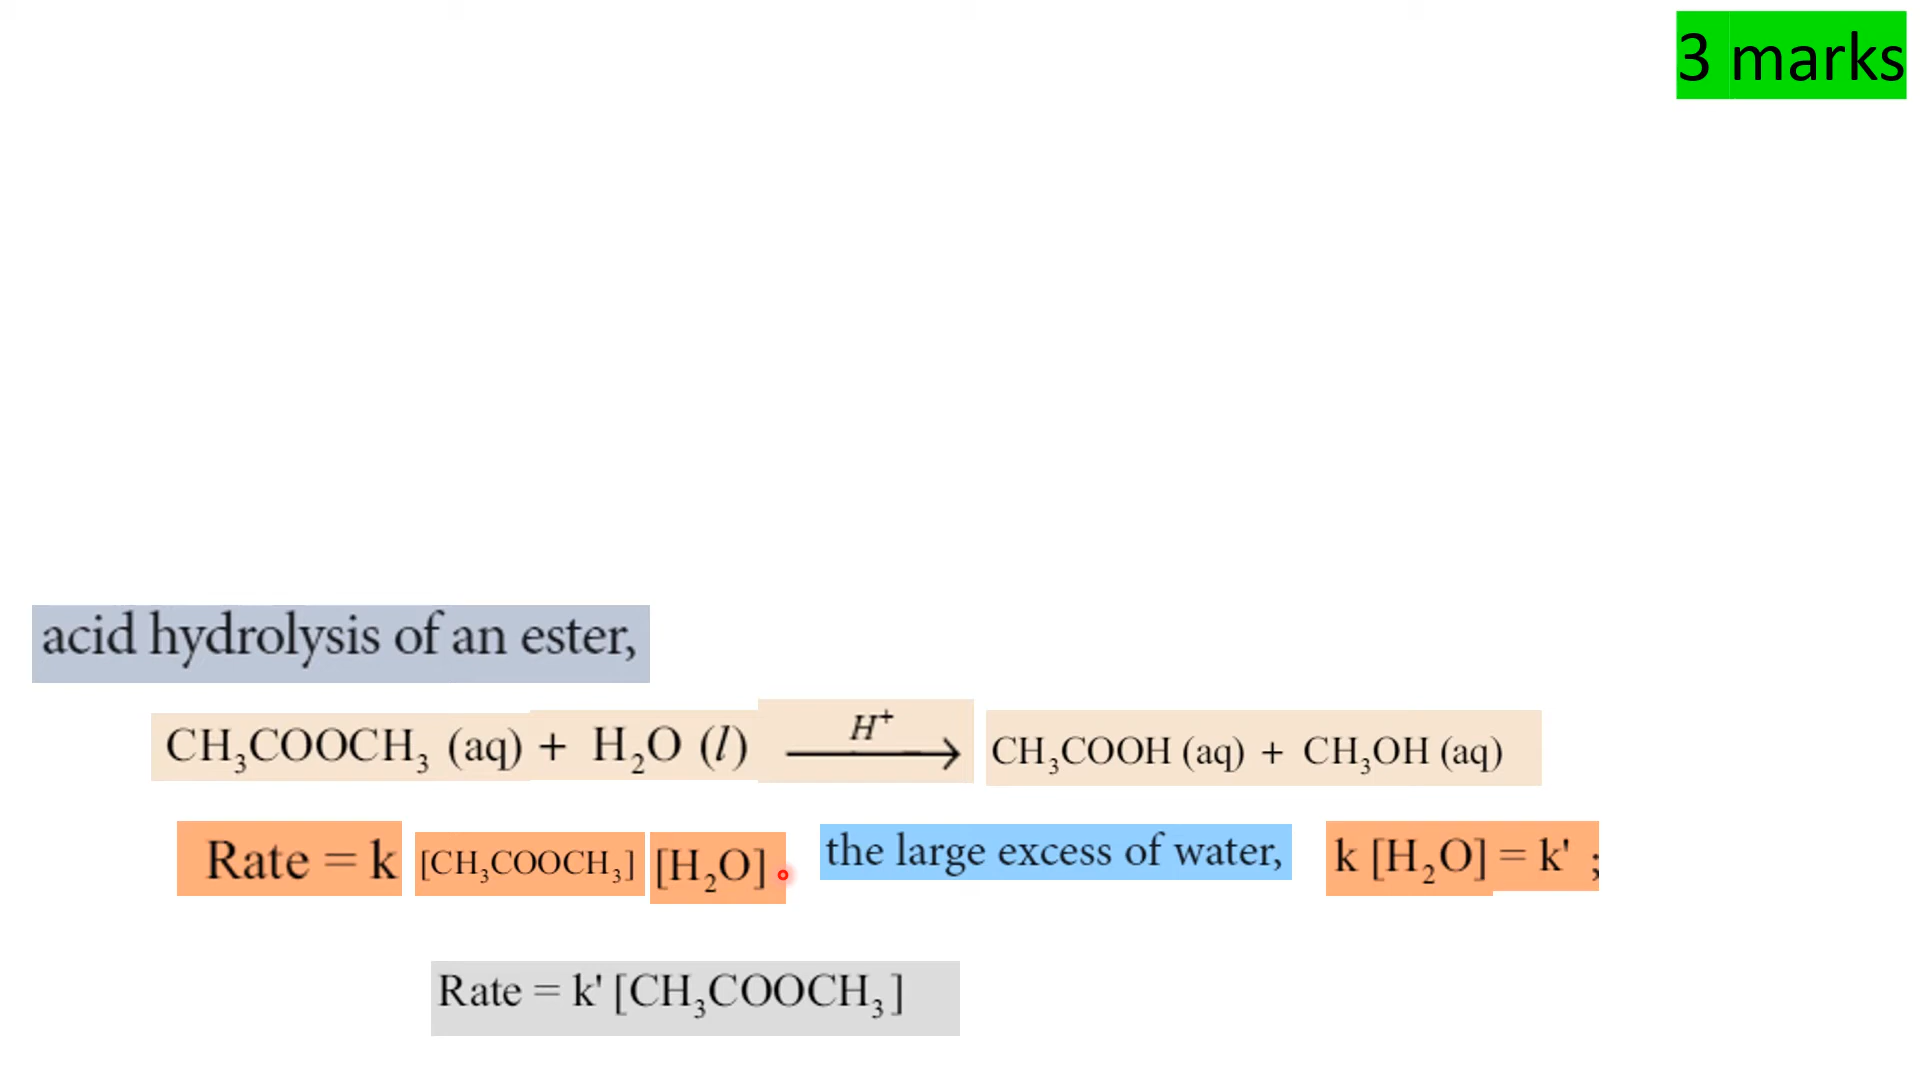 3 marks
acid hydrolysis of an ester,
CH₃COOCH₃ (aq) + H₂O (l) —H⁺→ CH₃COOH (aq) + CH₃OH (aq)
Rate = k [CH₃COOCH₃] [H₂O] the large excess of water, k [H₂O] = k' ;
Rate = k' [CH₃COOCH₃]